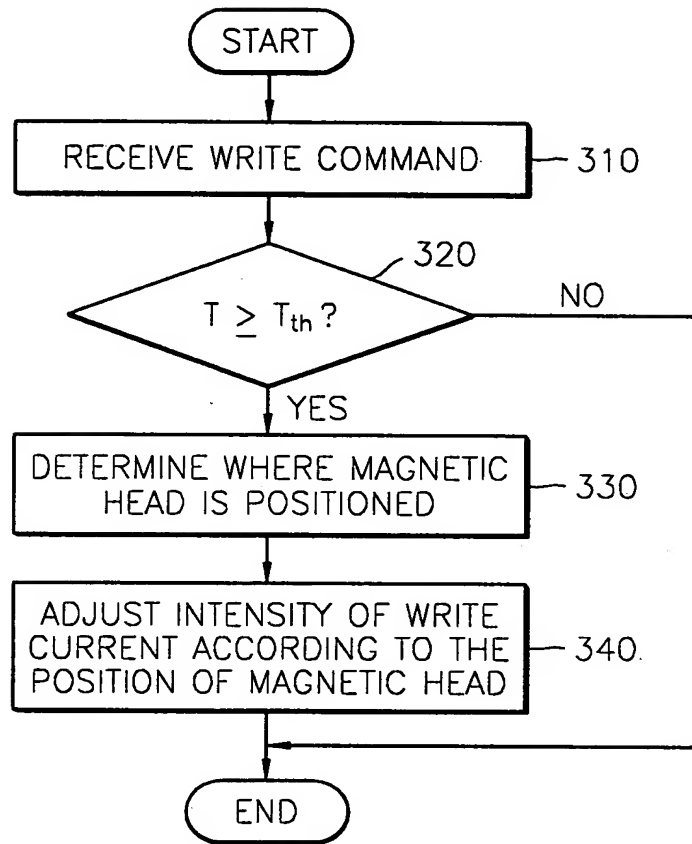 START
RECEIVE WRITE COMMAND
310
320
T ≥ Tth?
NO
YES
DETERMINE WHERE MAGNETIC
HEAD IS POSITIONED
330
ADJUST INTENSITY OF WRITE
CURRENT ACCORDING TO THE
POSITION OF MAGNETIC HEAD
340
END